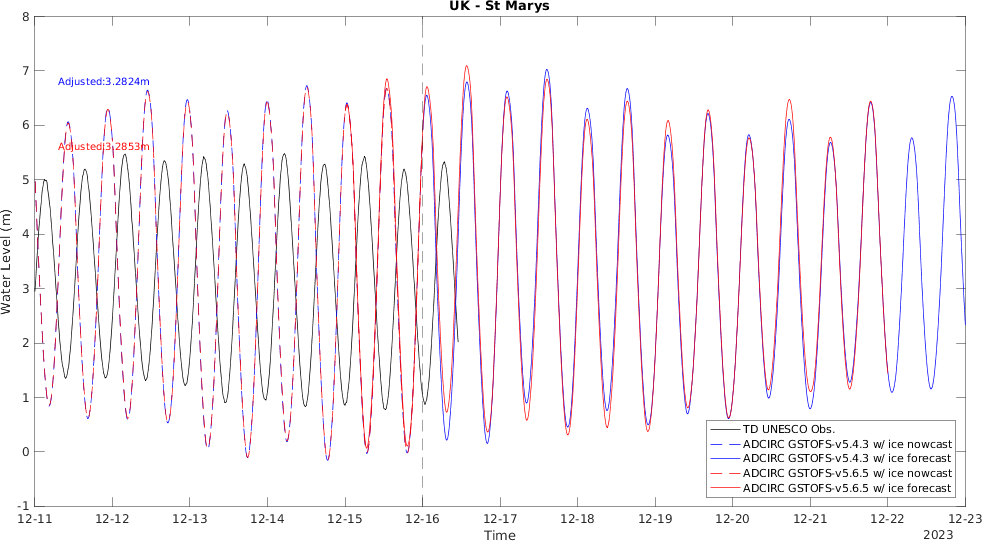 UK - St Marys
8
7
6
5
4
3
2
1
0
-1
Water Level (m)
Adjusted:3.2824m
Adjusted:3.2853m
TD UNESCO Obs.
ADCIRC GSTOFS-v5.4.3 w/ ice nowcast
ADCIRC GSTOFS-v5.4.3 w/ ice forecast
ADCIRC GSTOFS-v5.6.5 w/ ice nowcast
ADCIRC GSTOFS-v5.6.5 w/ ice forecast
12-11 12-12 12-13 12-14 12-15 12-16 12-17 12-18 12-19 12-20 12-21 12-22 12-23
Time
2023